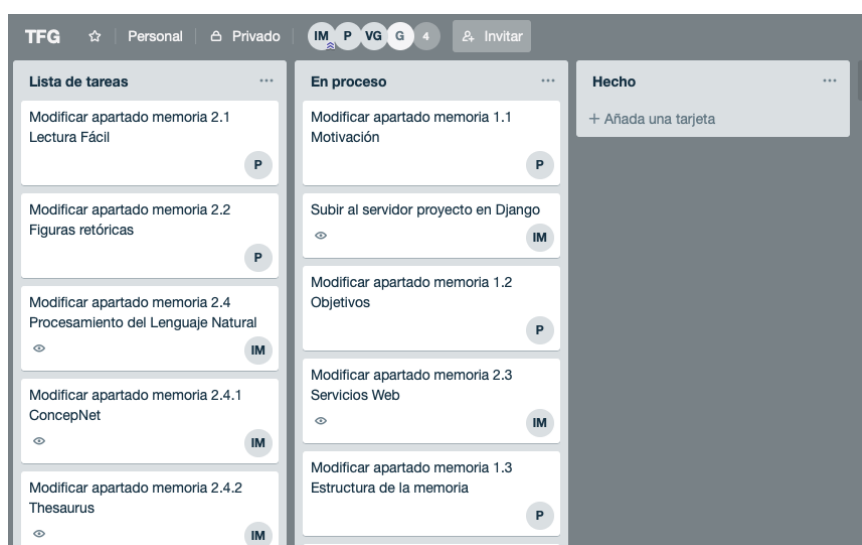 TFG
Personal
Privado
IM P VG G 4
Invitar
Lista de tareas
Modificar apartado memoria 2.1
Lectura Fácil
P
Modificar apartado memoria 2.2
Figuras retóricas
P
Modificar apartado memoria 2.4
Procesamiento del Lenguaje Natural
IM
Modificar apartado memoria 2.4.1
ConcepNet
IM
Modificar apartado memoria 2.4.2
Thesaurus
IM
En proceso
Modificar apartado memoria 1.1
Motivación
P
Subir al servidor proyecto en Django
IM
Modificar apartado memoria 1.2
Objetivos
P
Modificar apartado memoria 2.3
Servicios Web
IM
Modificar apartado memoria 1.3
Estructura de la memoria
P
Hecho
+ Añada una tarjeta